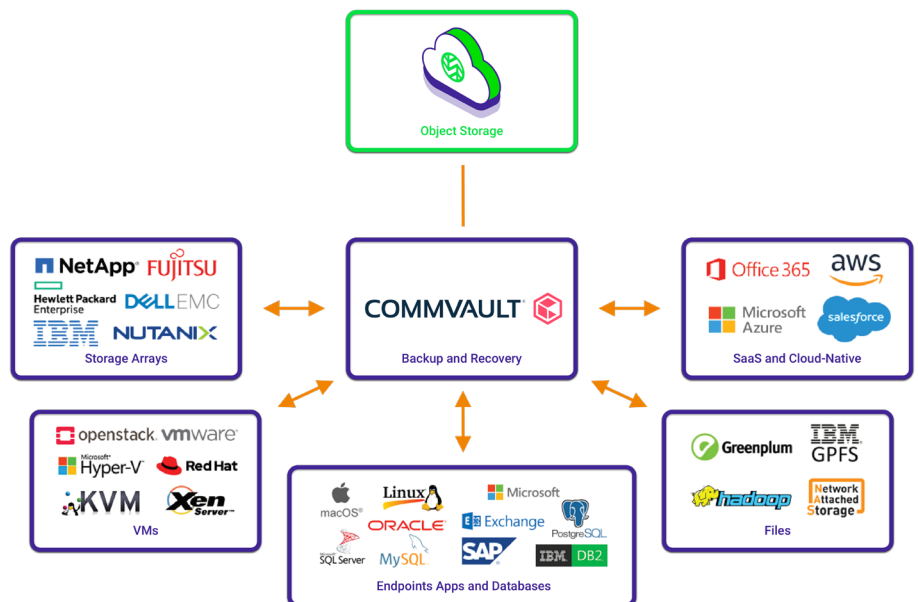 Object Storage
NetApp®
FUJITSU
Hewlett Packard
Enterprise
DELLEMC
IBM
NUTANIX
Storage Arrays
COMMVAULT
Backup and Recovery
Office 365
aws
Microsoft
Azure
salesforce
SaaS and Cloud-Native
openstack.
vmware®
Microsoft®
Hyper-V
Red Hat
KVM
Xen
Server™
VMs
macOS®
Linux
Microsoft
ORACLE®
Exchange
PostgreSQL
Microsoft
SQL Server
MySQL
SAP
IBM DB2
Endpoints Apps and Databases
Greenplum
IBM
GPFS
hadoop
Network
Attached
Storage
Files